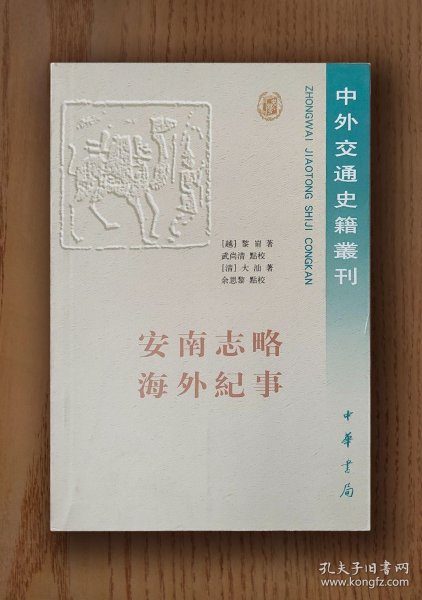 中外交通史籍叢刊
ZHONGWAI JIAOTONG SHIJI CONGKAN
[越] 黎崱 著
武尚清 點校
[清] 大汕 著
余思黎 點校
安南志略
海外紀事
中華書局
孔夫子旧书网
www.kongfz.com